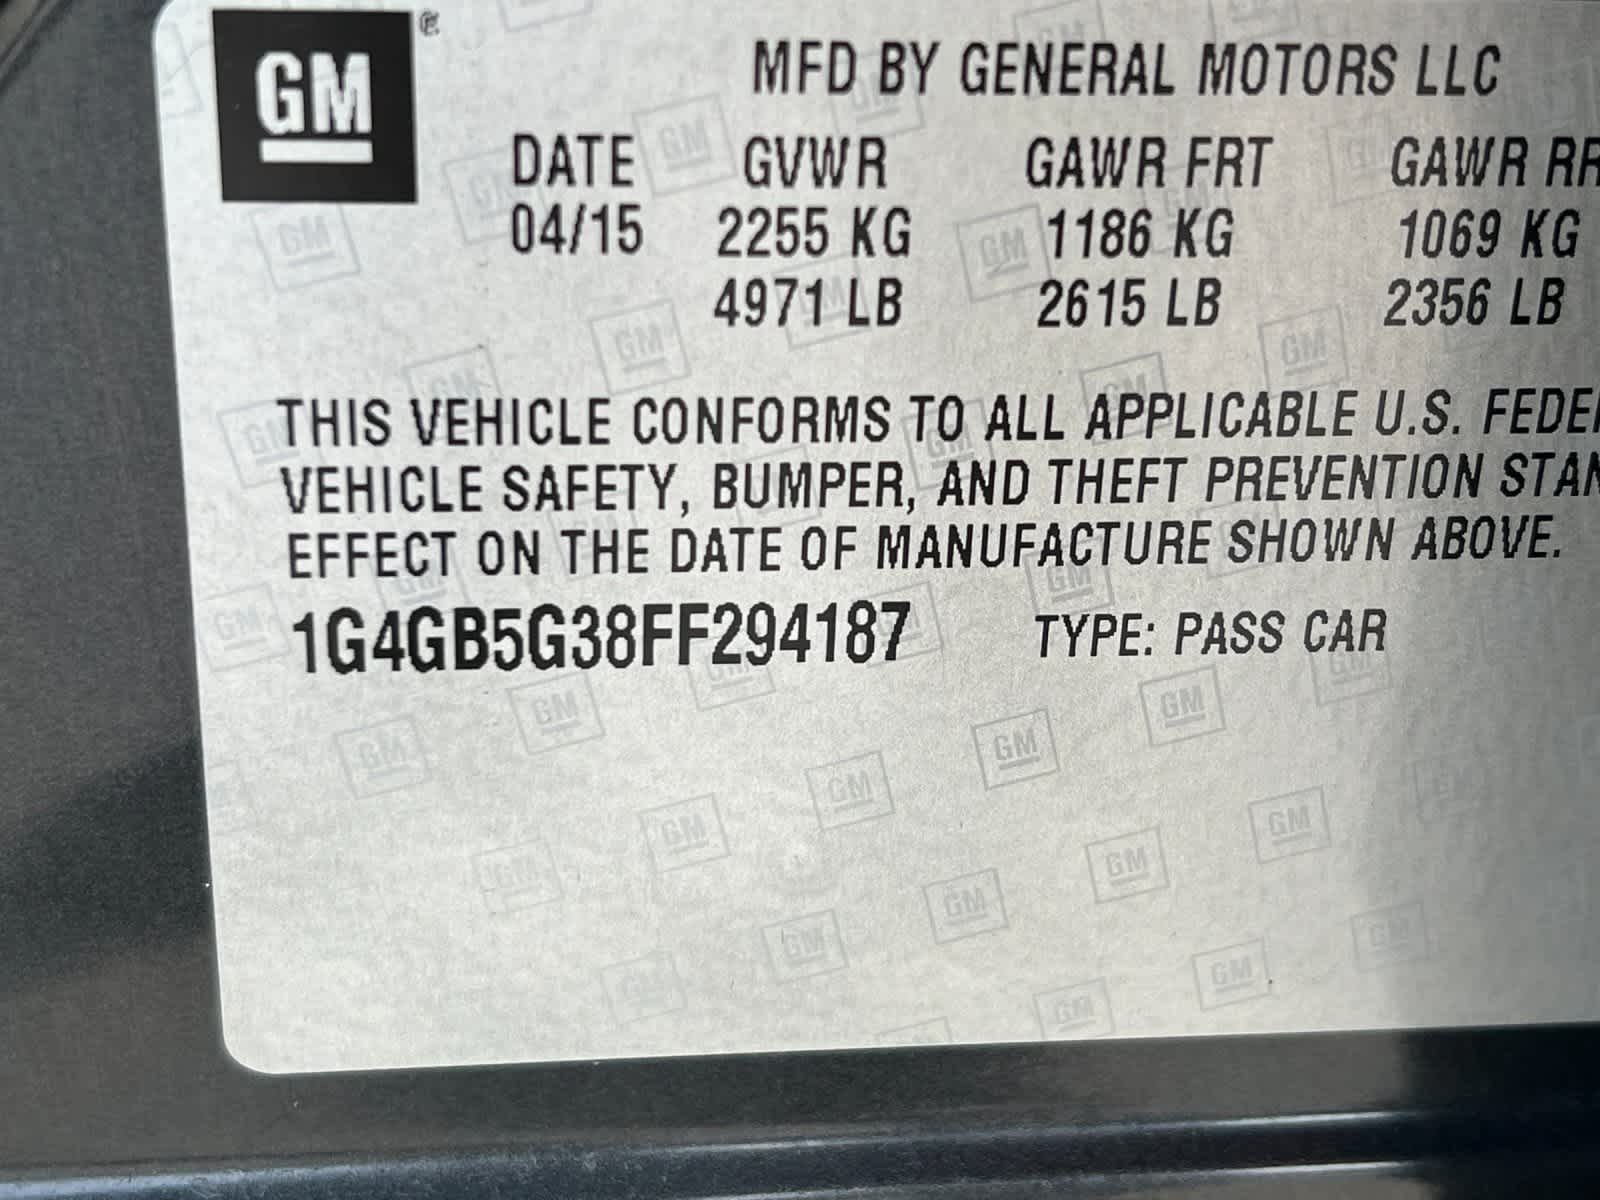 GM
MFD BY GENERAL MOTORS LLC
DATE GVWR GAWR FRT GAWR RR
04/15 2255 KG 1186 KG 1069 KG
4971 LB 2615 LB 2356 LB
THIS VEHICLE CONFORMS TO ALL APPLICABLE U.S.
VEHICLE SAFETY, BUMPER, AND THEFT PREVENTION
EFFECT ON THE DATE OF MANUFACTURE SHOWN ABOVE.
1G4GB5G38FF294187 TYPE: PASS CAR